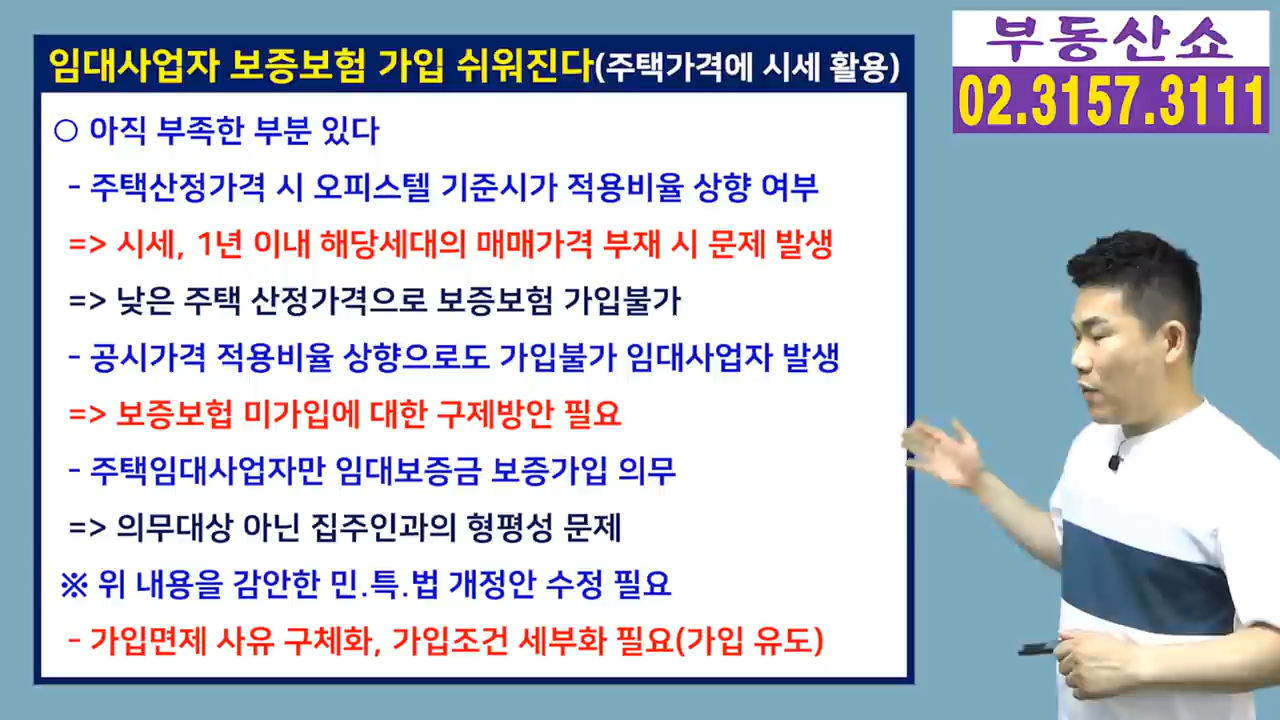 임대사업자 보증보험 가입 쉬워진다(주택가격에 시세 활용)
○ 아직 부족한 부분 있다
- 주택산정가격 시 오피스텔 기준시가 적용비율 상향 여부
=> 시세, 1년 이내 해당세대의 매매가격 부재 시 문제 발생
=> 낮은 주택 산정가격으로 보증보험 가입불가
- 공시가격 적용비율 상향으로도 가입불가 임대사업자 발생
=> 보증보험 미가입에 대한 구제방안 필요
- 주택임대사업자만 임대보증금 보증가입 의무
=> 의무대상 아닌 집주인과의 형평성 문제
※ 위 내용을 감안한 민.특.법 개정안 수정 필요
- 가입면제 사유 구체화, 가입조건 세부화 필요(가입 유도)
부동산쇼
02.3157.3111